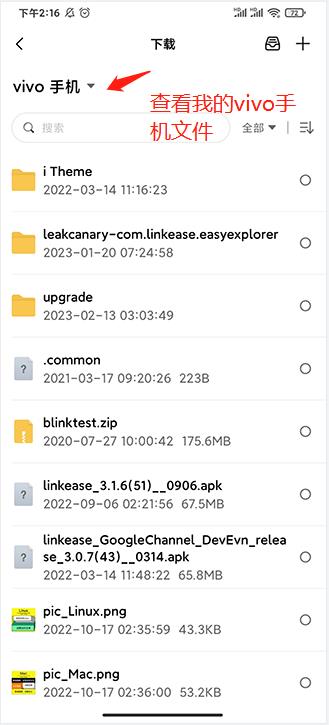 下午2:16
72
下载
vivo 手机
查看我的vivo手
机文件
搜索
全部
i Theme
2022-03-14 11:16:23
leakcanary-com.linkease.easyexplorer
2023-01-20 07:24:58
upgrade
2023-02-13 03:03:49
.common
2021-03-17 09:20:26 223B
blinktest.zip
2020-07-27 10:00:42 175.6MB
linkease_3.1.6(51)__0906.apk
2022-09-06 02:21:56 67.5MB
linkease_GoogleChannel_DevEvn_relea
se_3.0.7(43)__0314.apk
2022-03-14 11:48:22 65.8MB
pic_Linux.png
2022-10-17 02:35:59 43.3KB
pic_Mac.png
2022-10-17 02:36:00 53.2KB